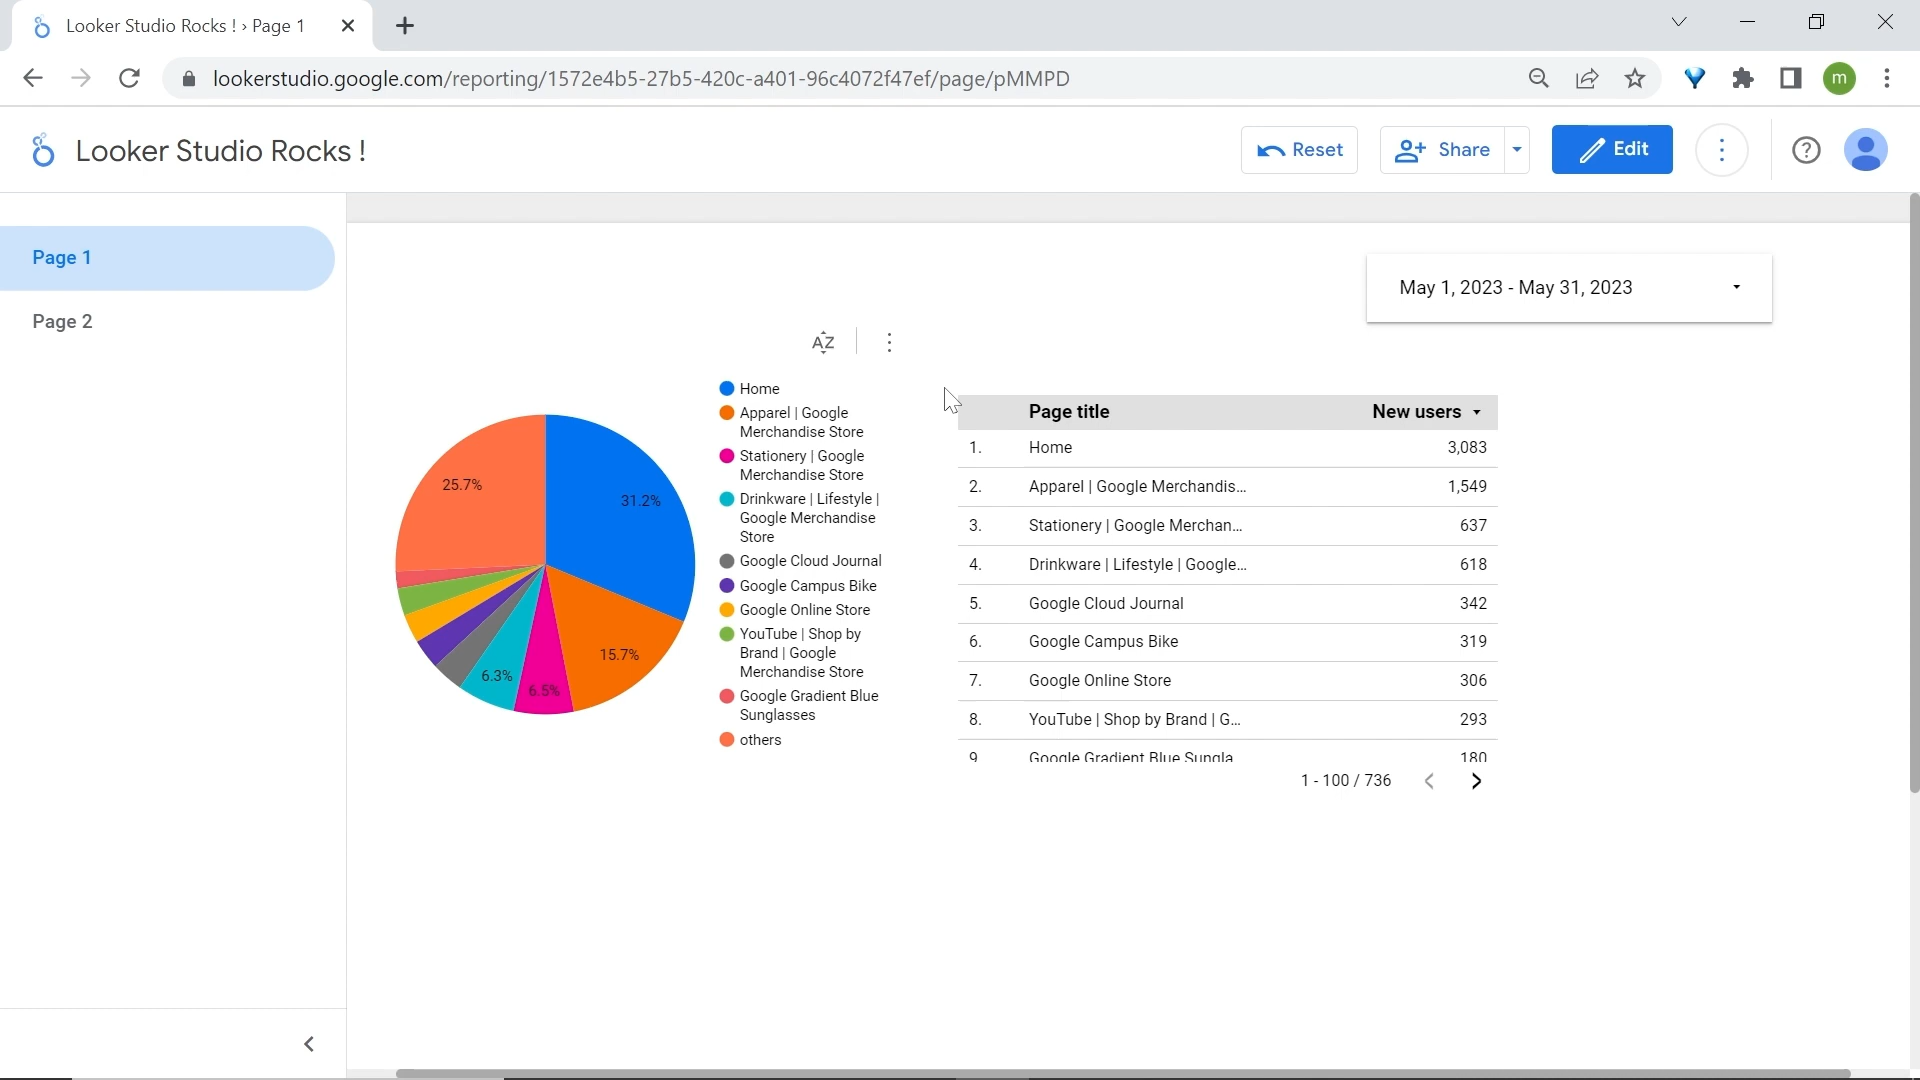 Looker Studio Rocks ! › Page 1
lookerstudio.google.com/reporting/1572e4b5-27b5-420c-a401-96c4072f47ef/page/pMMPD
m
Looker Studio Rocks !
Reset
Share
Edit
Page 1
Page 2
May 1, 2023 - May 31, 2023
AZ
Home
Apparel | Google
Merchandise Store
Stationery | Google
Merchandise Store
Drinkware | Lifestyle |
Google Merchandise
Store
Google Cloud Journal
Google Campus Bike
Google Online Store
YouTube | Shop by
Brand | Google
Merchandise Store
Google Gradient Blue
Sunglasses
others
25.7%
31.2%
15.7%
6.3%
6.5%
Page title New users
1. Home 3,083
2. Apparel | Google Merchandis... 1,549
3. Stationery | Google Merchan... 637
4. Drinkware | Lifestyle | Google... 618
5. Google Cloud Journal 342
6. Google Campus Bike 319
7. Google Online Store 306
8. YouTube | Shop by Brand | G... 293
9. Google Gradient Blue Sungla... 180
1 - 100 / 736